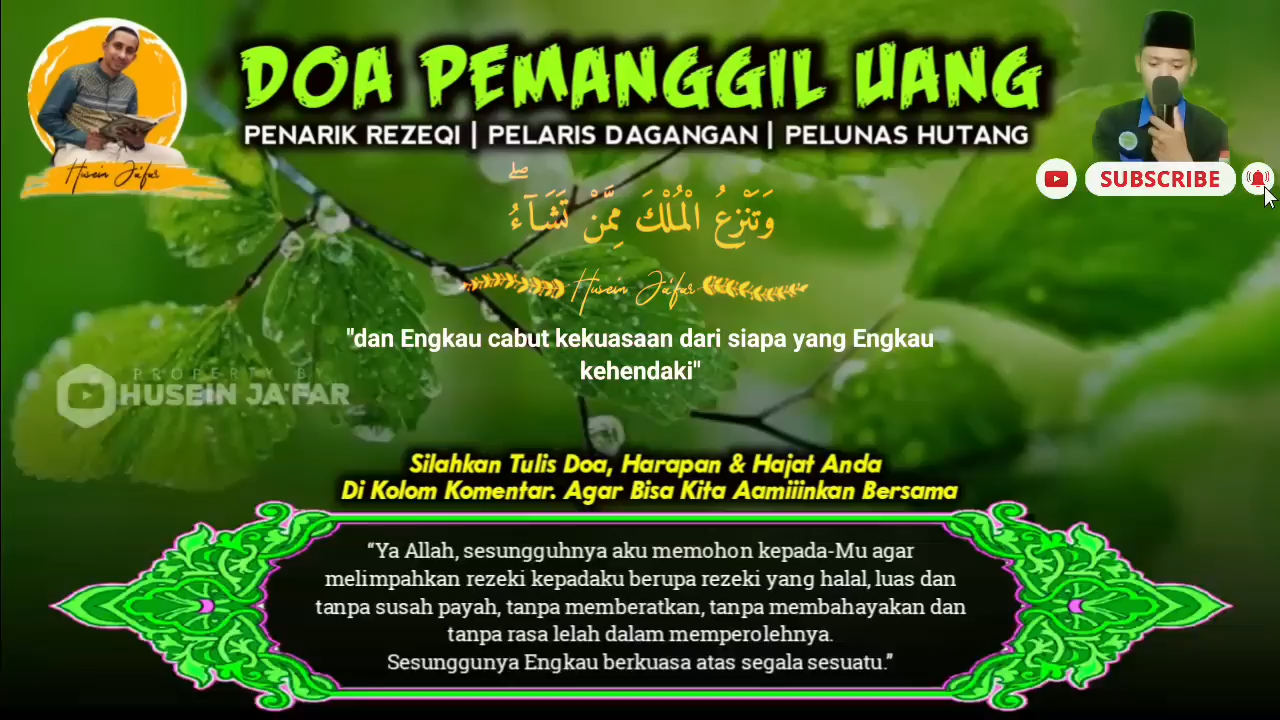 DOA PEMANGGIL UANG
PENARIK REZEQI | PELARIS DAGANGAN | PELUNAS HUTANG
Husein Ja'far
SUBSCRIBE
وَتَنْزِعُ الْمُلْكَ مِمَّنْ تَشَاۤءُۖ
Husein Ja'far
"dan Engkau cabut kekuasaan dari siapa yang Engkau
kehendaki"
PROPERTY BY
HUSEIN JA'FAR
Silahkan Tulis Doa, Harapan & Hajat Anda
Di Kolom Komentar. Agar Bisa Kita Aamiiinkan Bersama
“Ya Allah, sesungguhnya aku memohon kepada-Mu agar
melimpahkan rezeki kepadaku berupa rezeki yang halal, luas dan
tanpa susah payah, tanpa memberatkan, tanpa membahayakan dan
tanpa rasa lelah dalam memperolehnya.
Sesunggunya Engkau berkuasa atas segala sesuatu.”